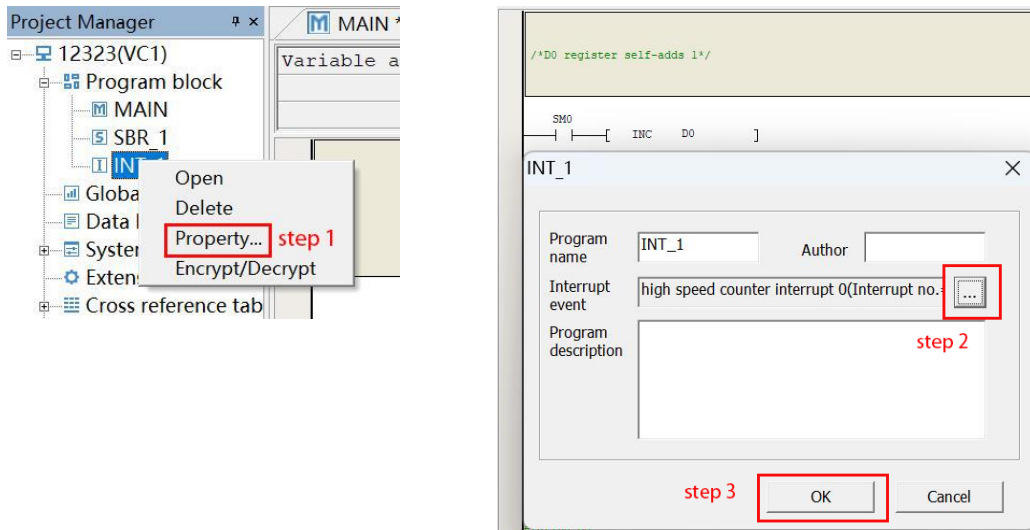 Project Manager
MAIN *
12323(VC1)
Variable a
Program block
MAIN
SBR_1
INT_1
Open
Globa
Delete
Data
Property...
step 1
System
Exten
Encrypt/Decrypt
Cross reference tab
/*D0 register self-adds 1*/
SM0
[ INC D0 ]
INT_1
Program name
INT_1
Author
Interrupt event
high speed counter interrupt 0(Interrupt no.=
...
step 2
Program description
step 3
OK
Cancel